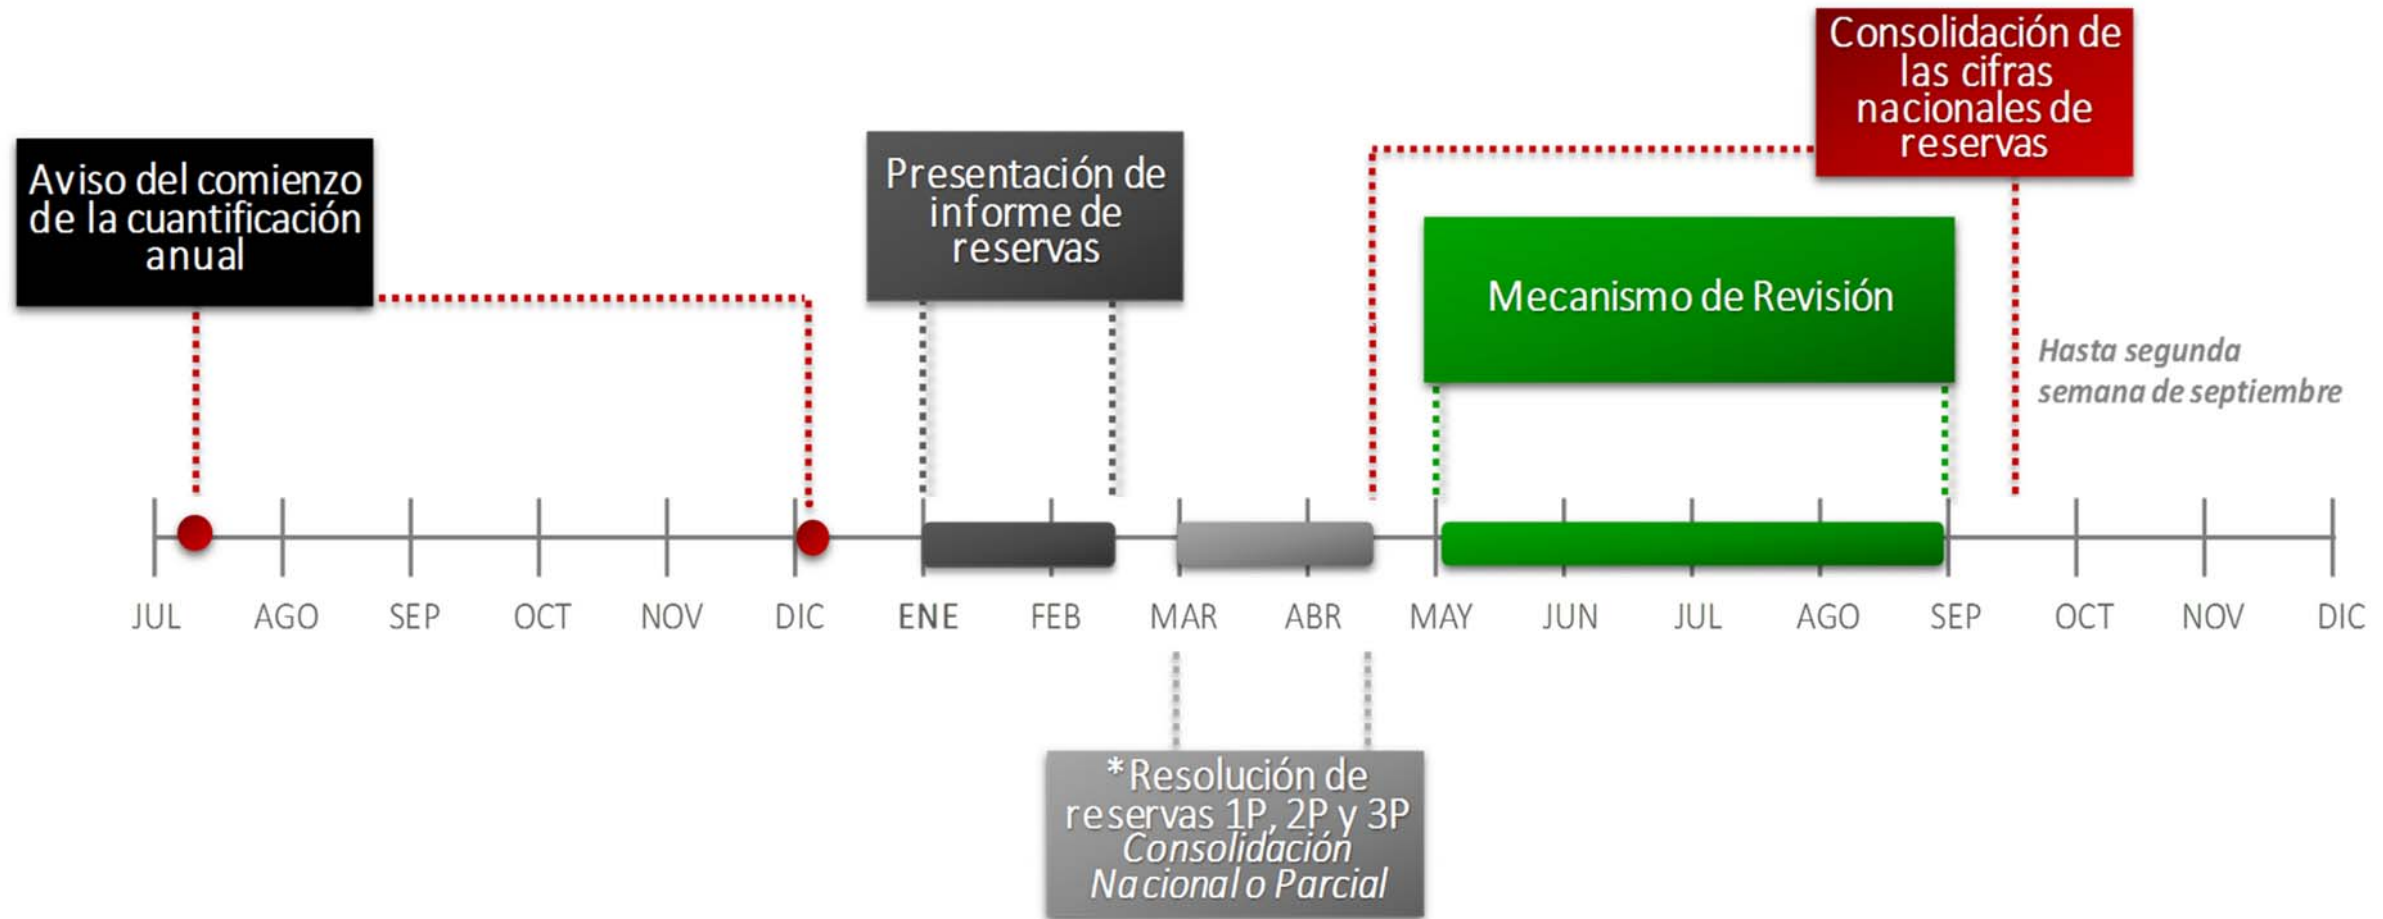 Consolidación de
las cifras
nacionales de
reservas
Aviso del comienzo
de la cuantificación
anual
Presentación de
informe de
reservas
Mecanismo de Revisión
Hasta segunda
semana de septiembre
JUL AGO SEP OCT NOV DIC ENE FEB MAR ABR MAY JUN JUL AGO SEP OCT NOV DIC
*Resolución de
reservas 1P, 2P y 3P
Consolidación
Nacional o Parcial